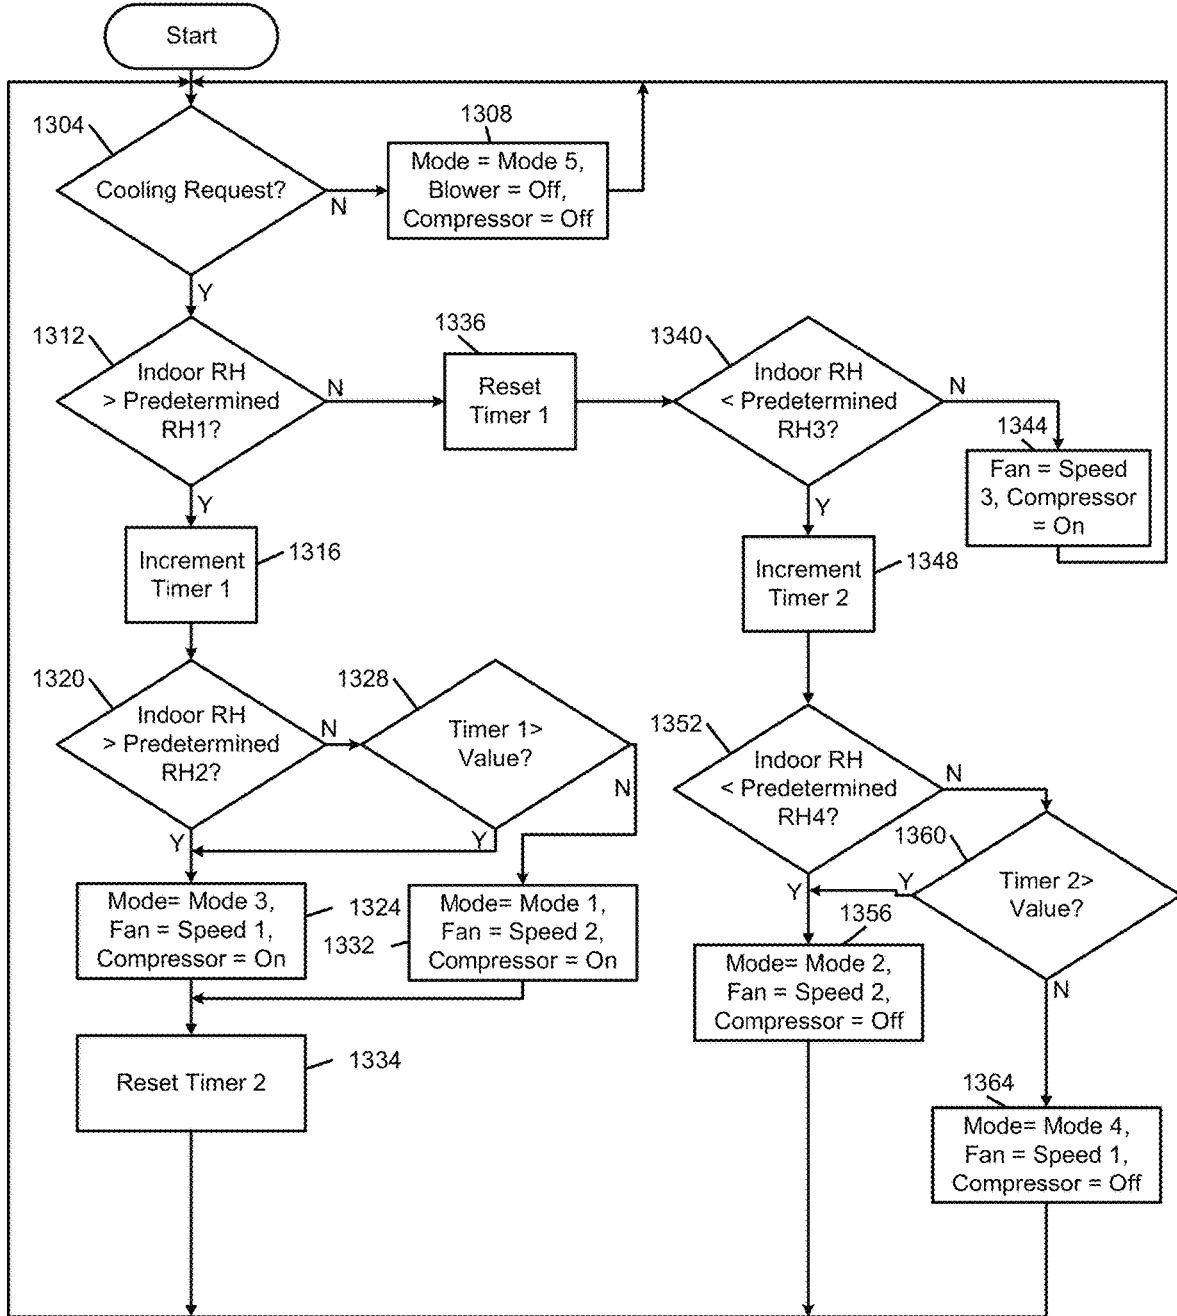 Start
1304
Cooling Request?
N
Y
1308
Mode = Mode 5,
Blower = Off,
Compressor = Off
1312
Indoor RH
> Predetermined
RH1?
N
Y
1336
Reset
Timer 1
1340
Indoor RH
< Predetermined
RH3?
N
Y
1344
Fan = Speed
3, Compressor
= On
Increment
Timer 1
1316
Increment
Timer 2
1348
1320
Indoor RH
> Predetermined
RH2?
N
Y
1328
Timer 1>
Value?
N
Y
1352
Indoor RH
< Predetermined
RH4?
N
Y
1360
Timer 2>
Value?
Y
N
Mode= Mode 3,
Fan = Speed 1,
Compressor = On
1324
1332
Mode= Mode 1,
Fan = Speed 2,
Compressor = On
1356
Mode= Mode 2,
Fan = Speed 2,
Compressor = Off
Reset Timer 2
1334
1364
Mode= Mode 4,
Fan = Speed 1,
Compressor = Off